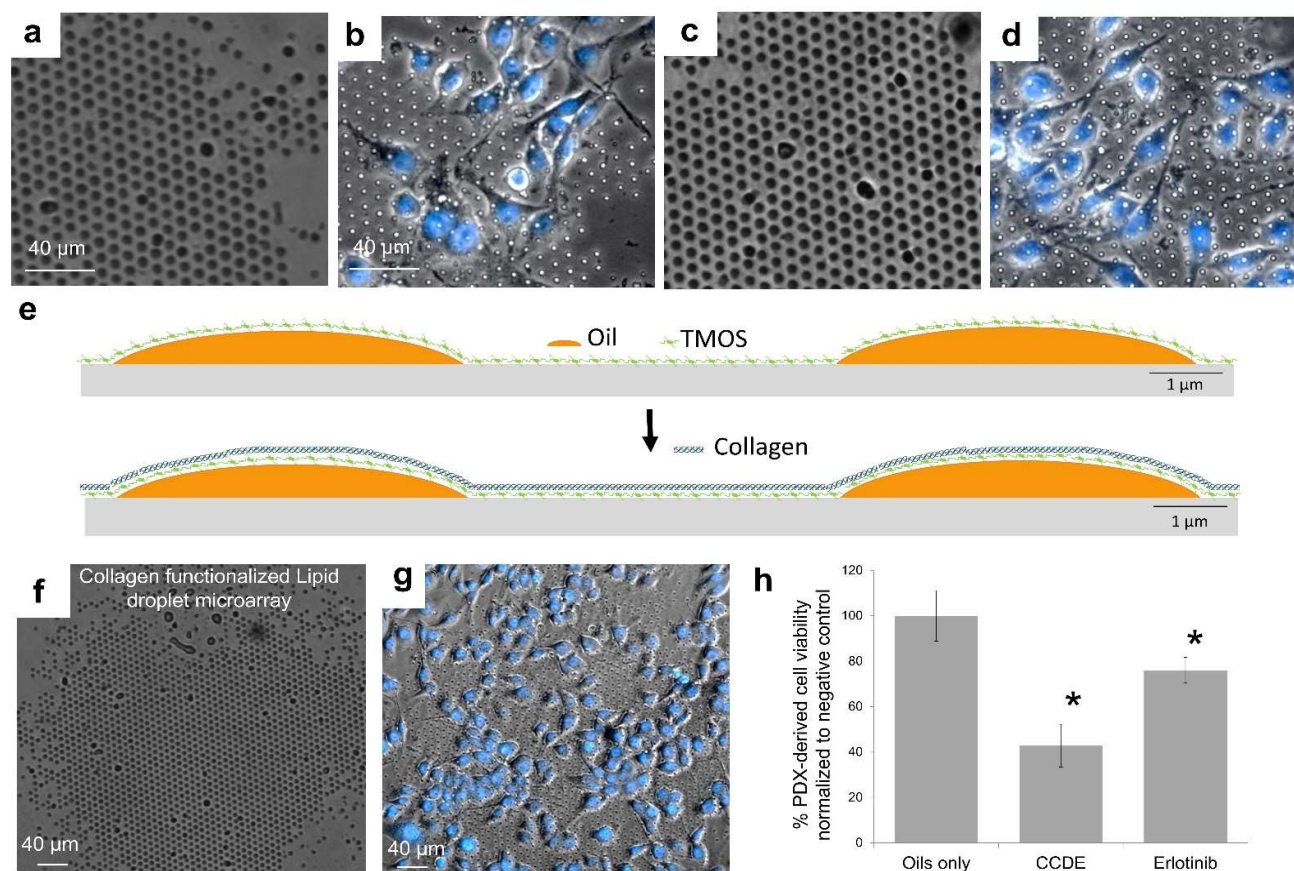 a
b
c
d
40 µm
40 µm
e
Oil
TMOS
1 µm
Collagen
1 µm
f
Collagen functionalized Lipid
droplet microarray
40 µm
g
40 µm
h
% PDX-derived cell viability
normalized to negative control
120
100
80
60
40
20
0
*
*
Oils only
CCDE
Erlotinib